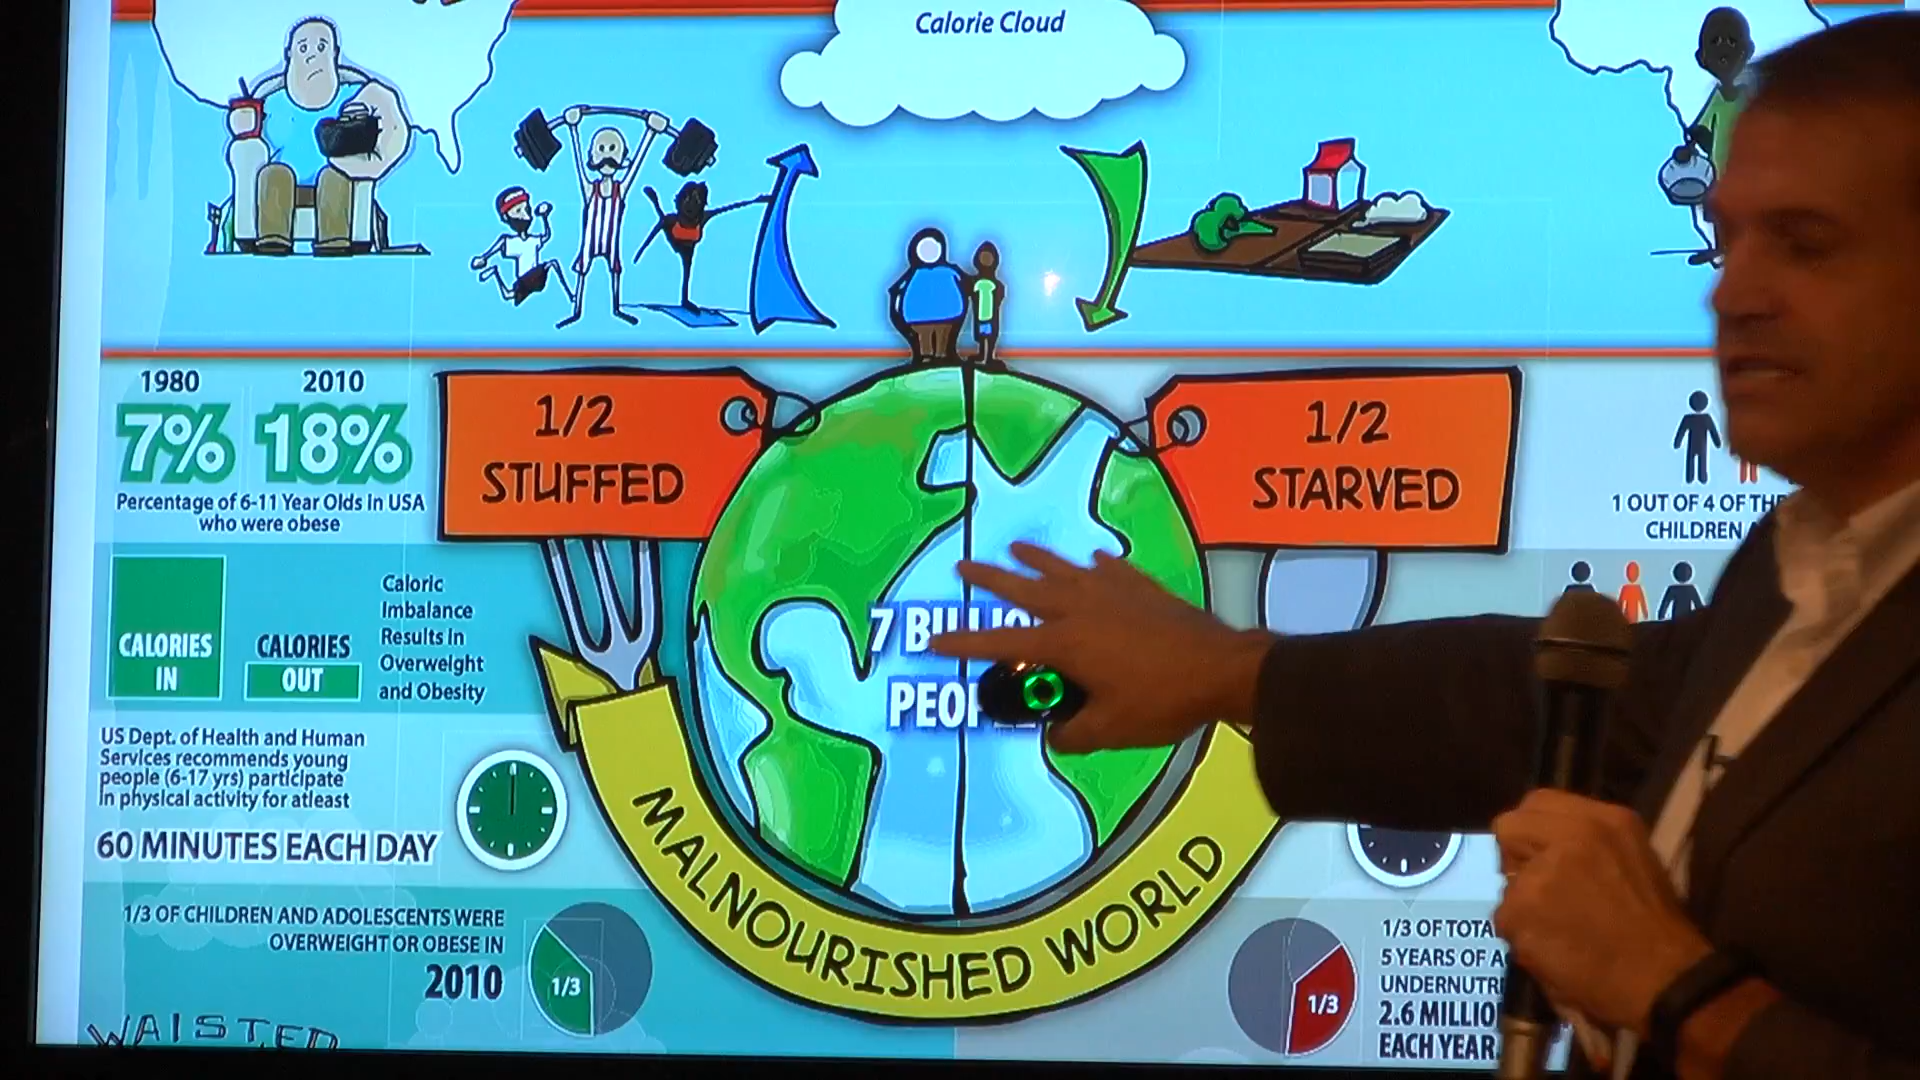 Calorie Cloud
1980
2010
7%
18%
Percentage of 6-11 Year Olds in USA
who were obese
1/2
STUFFED
1/2
STARVED
1 OUT OF 4 OF
CHILDREN
CALORIES
IN
CALORIES
OUT
Caloric
Imbalance
Results in
Overweight
and Obesity
7
US Dept. of Health and Human
Services recommends young
people (6-17 yrs) participate
in physical activity for atleast
60 MINUTES EACH DAY
MALNOURISHED WORLD
1/3 OF CHILDREN AND ADOLESCENTS WERE
OVERWEIGHT OR OBESE IN
2010
1/3
1/3
1/3 OF
5 YEARS OF
2.6
EACH YEAR.
WAISTED